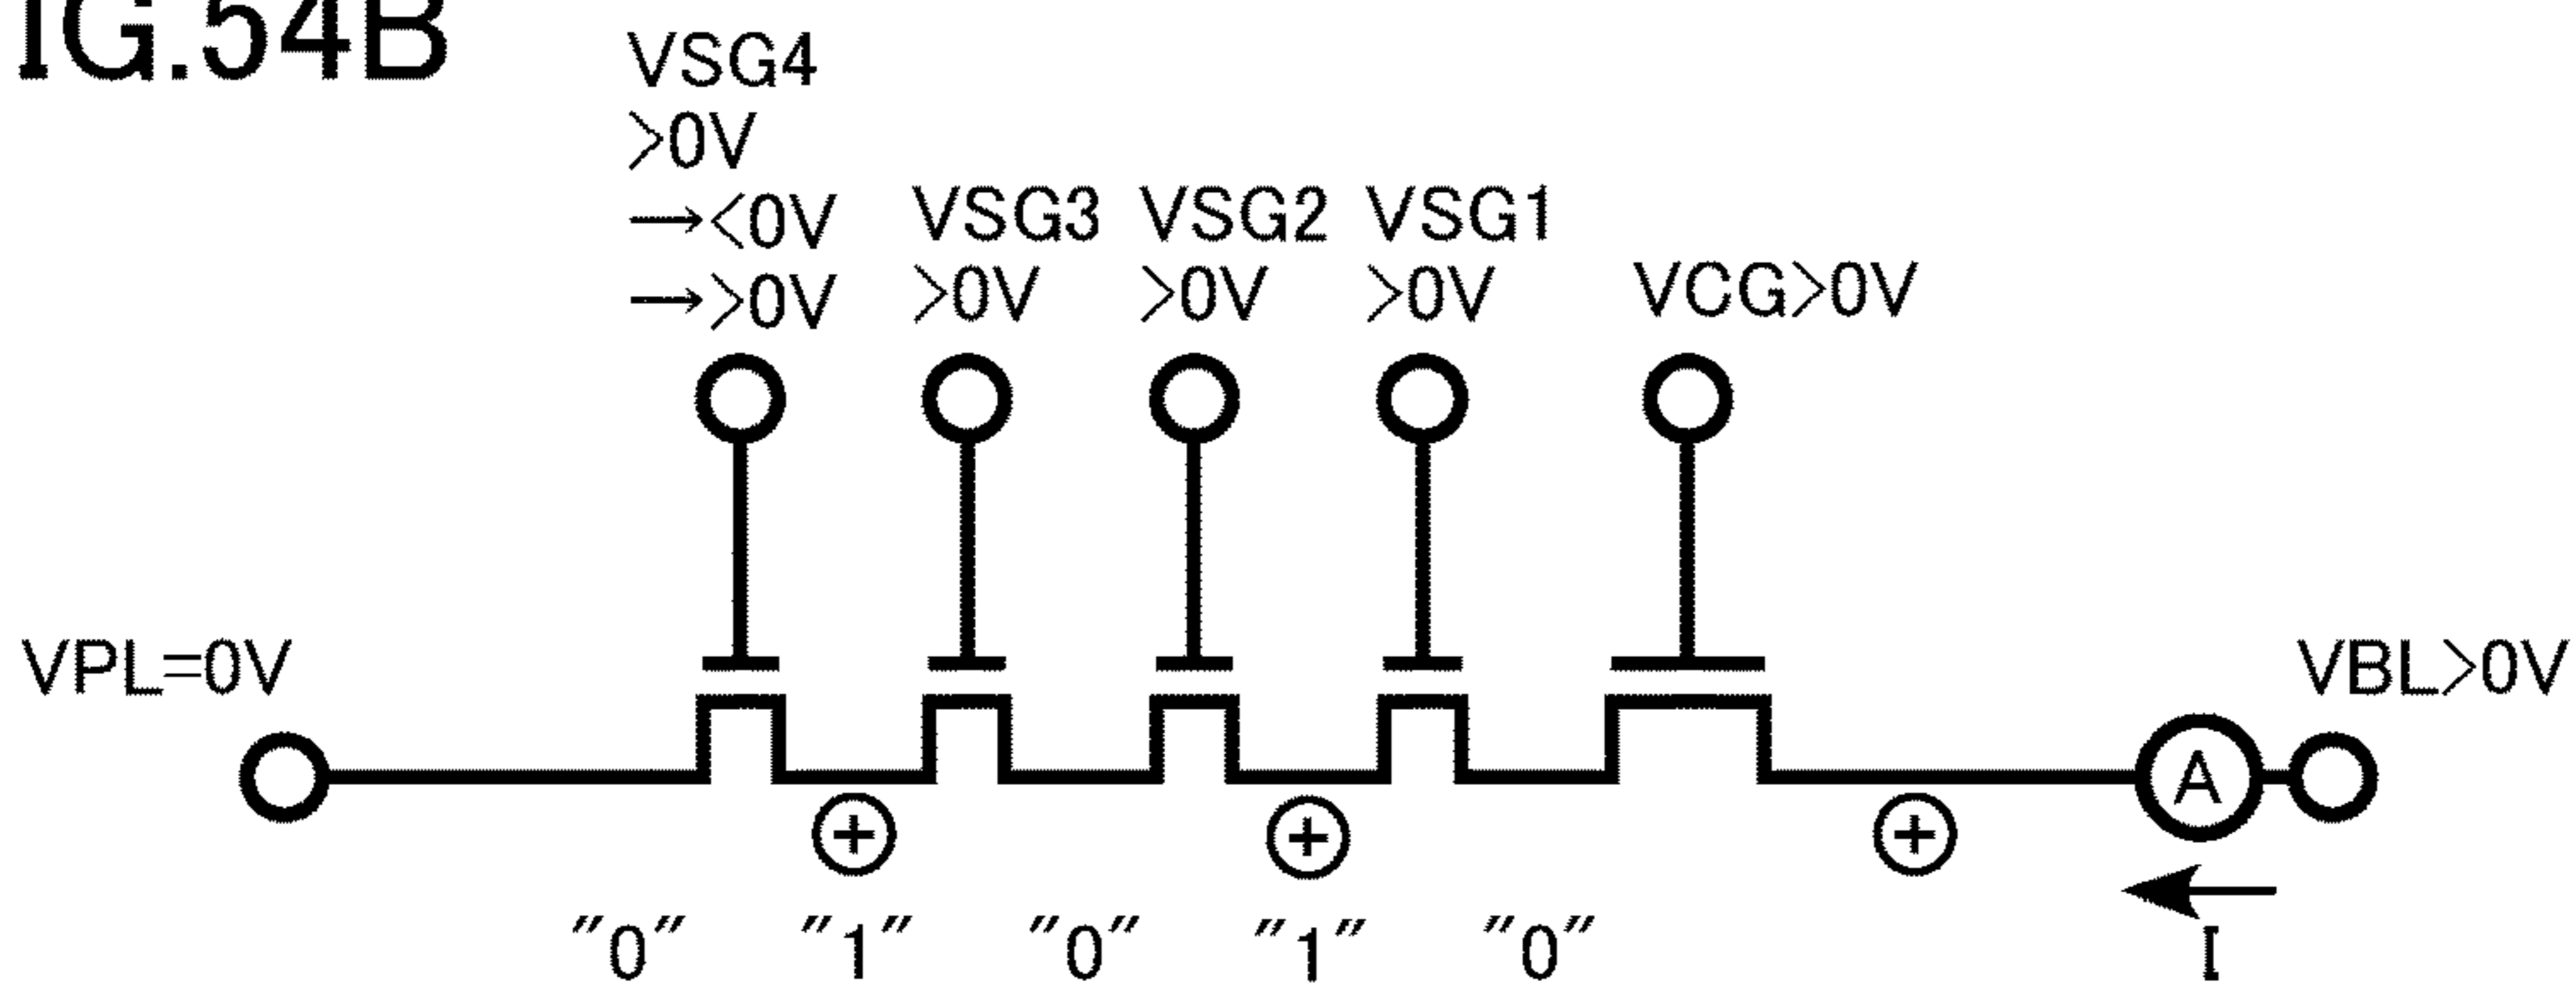 IG.54B
VSG4
>0V
→<0V
→>0V
VSG3
>0V
VSG2
>0V
VSG1
>0V
VCG>0V
VPL=0V
VBL>0V
A
+ + +
"0" "1" "0" "1" "0"
I